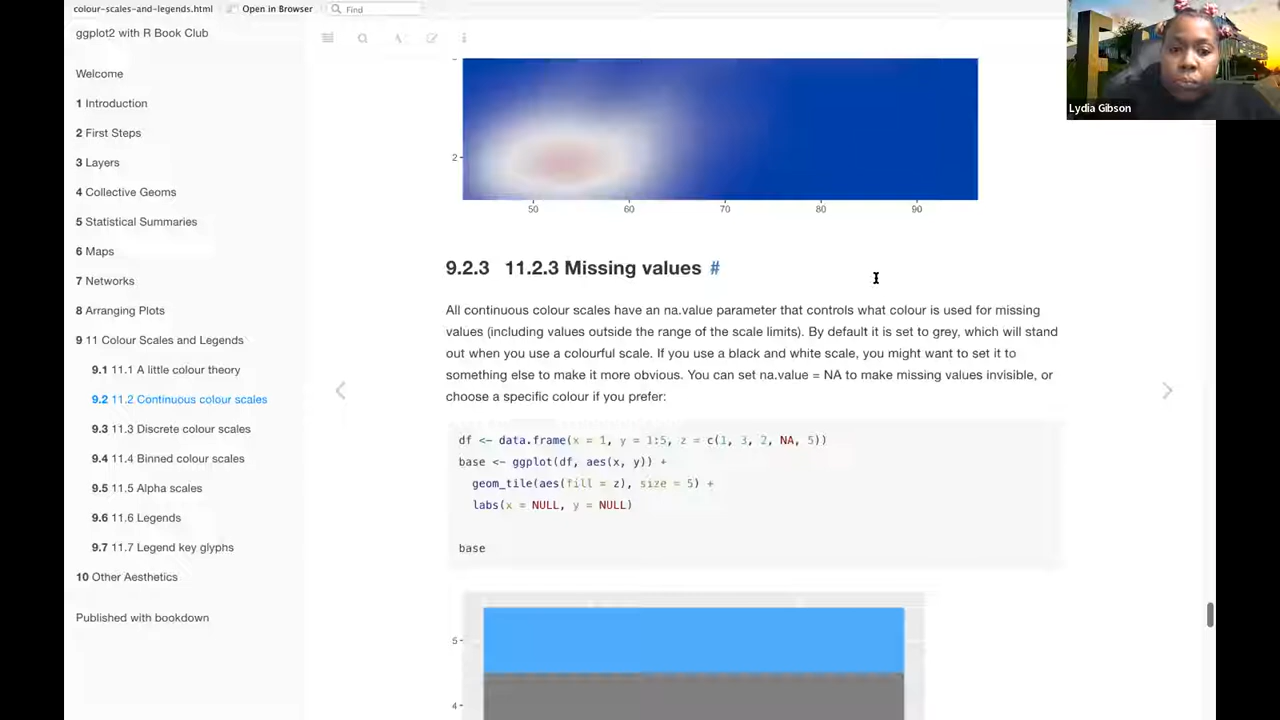 colour-scales-and-legends.html
Open in Browser
Find
ggplot2 with R Book Club
Welcome
1 Introduction
2 First Steps
3 Layers
4 Collective Geoms
5 Statistical Summaries
6 Maps
7 Networks
8 Arranging Plots
9 11 Colour Scales and Legends
9.1 11.1 A little colour theory
9.2 11.2 Continuous colour scales
9.3 11.3 Discrete colour scales
9.4 11.4 Binned colour scales
9.5 11.5 Alpha scales
9.6 11.6 Legends
9.7 11.7 Legend key glyphs
10 Other Aesthetics
Published with bookdown
2
50 60 70 80 90
9.2.3 11.2.3 Missing values #
All continuous colour scales have an na.value parameter that controls what colour is used for missing
values (including values outside the range of the scale limits). By default it is set to grey, which will stand
out when you use a colourful scale. If you use a black and white scale, you might want to set it to
something else to make it more obvious. You can set na.value = NA to make missing values invisible, or
choose a specific colour if you prefer:
df <- data.frame(x = 1, y = 1:5, z = c(1, 3, 2, NA, 5))
base <- ggplot(df, aes(x, y)) +
geom_tile(aes(fill = z), size = 5) +
labs(x = NULL, y = NULL)
base
5
4
Lydia Gibson